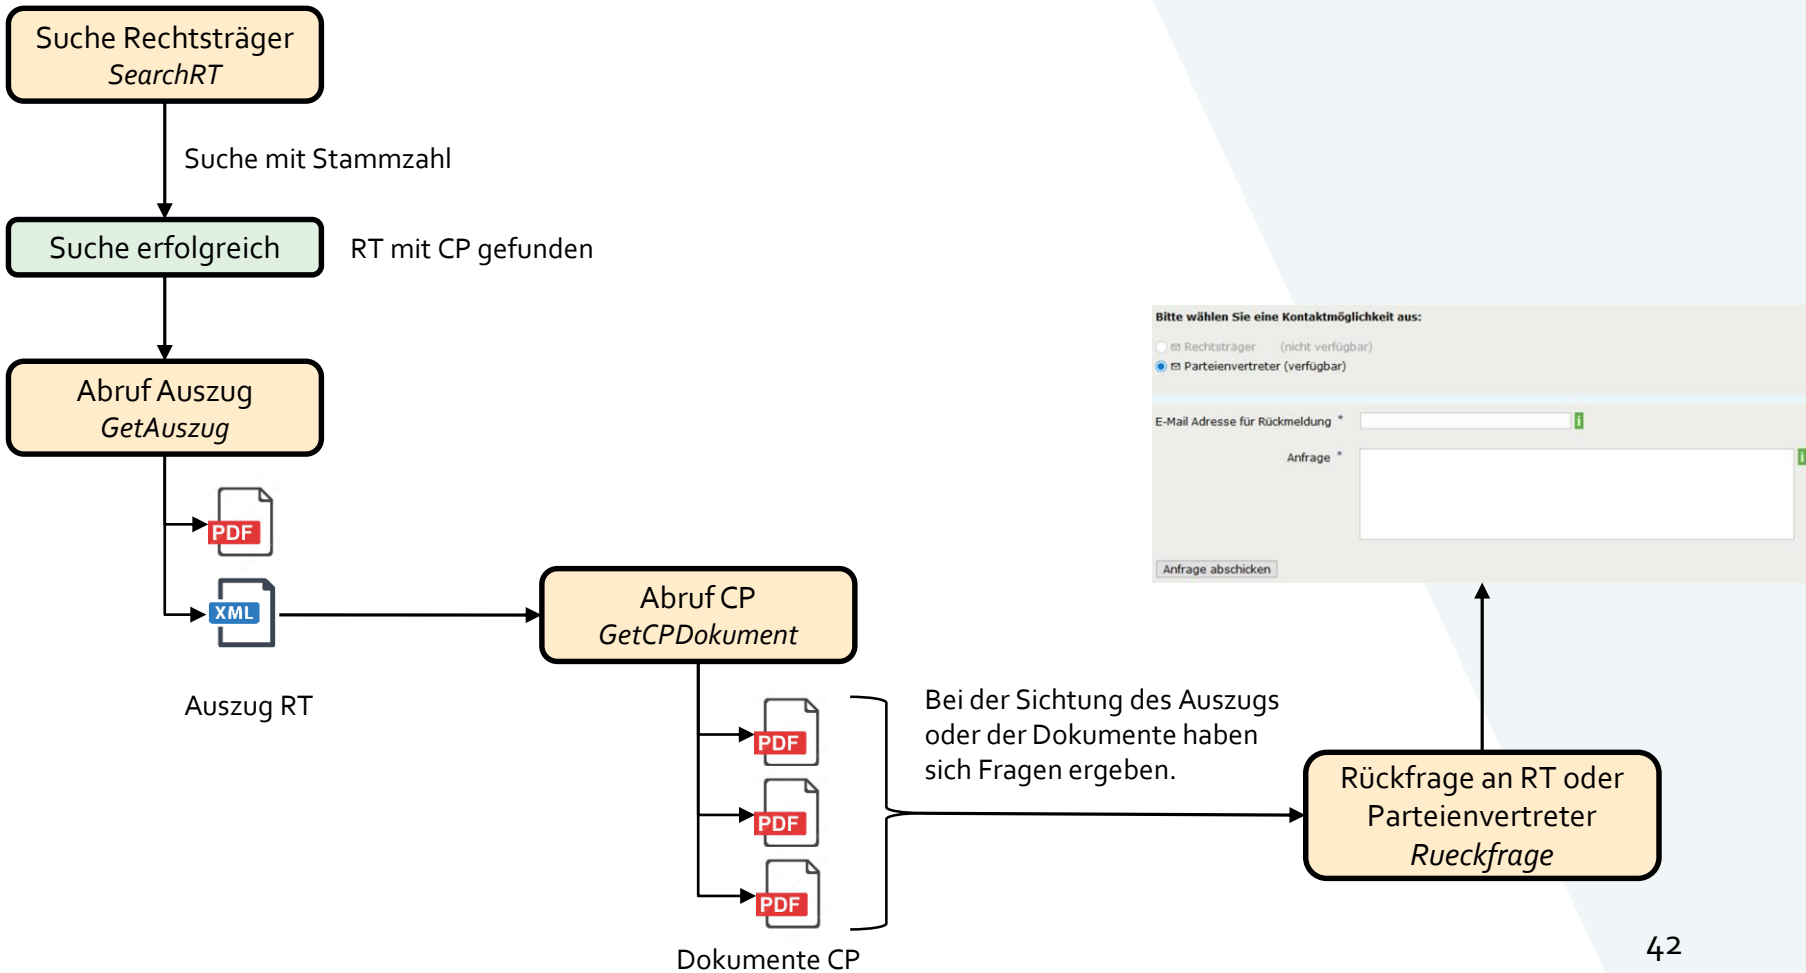 Suche Rechtsträger
SearchRT
Suche mit Stammzahl
Suche erfolgreich
RT mit CP gefunden
Abruf Auszug
GetAuszug
PDF
XML
Auszug RT
Abruf CP
GetCPDokument
PDF
PDF
PDF
Dokumente CP
Bei der Sichtung des Auszugs
oder der Dokumente haben
sich Fragen ergeben.
Rückfrage an RT oder
Parteienvertreter
Rueckfrage
Bitte wählen Sie eine Kontaktmöglichkeit aus:
Rechtsträger (nicht verfügbar)
Parteienvertreter (verfügbar)
E-Mail Adresse für Rückmeldung *
i
Anfrage *
i
Anfrage abschicken
42